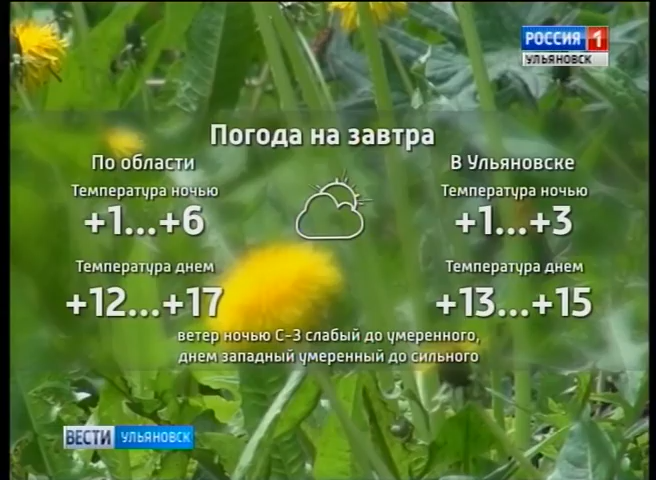 РОССИЯ 1
УЛЬЯНОВСК
Погода на завтра
По области
В Ульяновске
Температура ночью
Температура ночью
+1...+6
+1...+3
Температура днем
Температура днем
+12...+17
+13...+15
ветер ночью С-З слабый до умеренного,
днем западный умеренный до сильного
ВЕСТИ УЛЬЯНОВСК